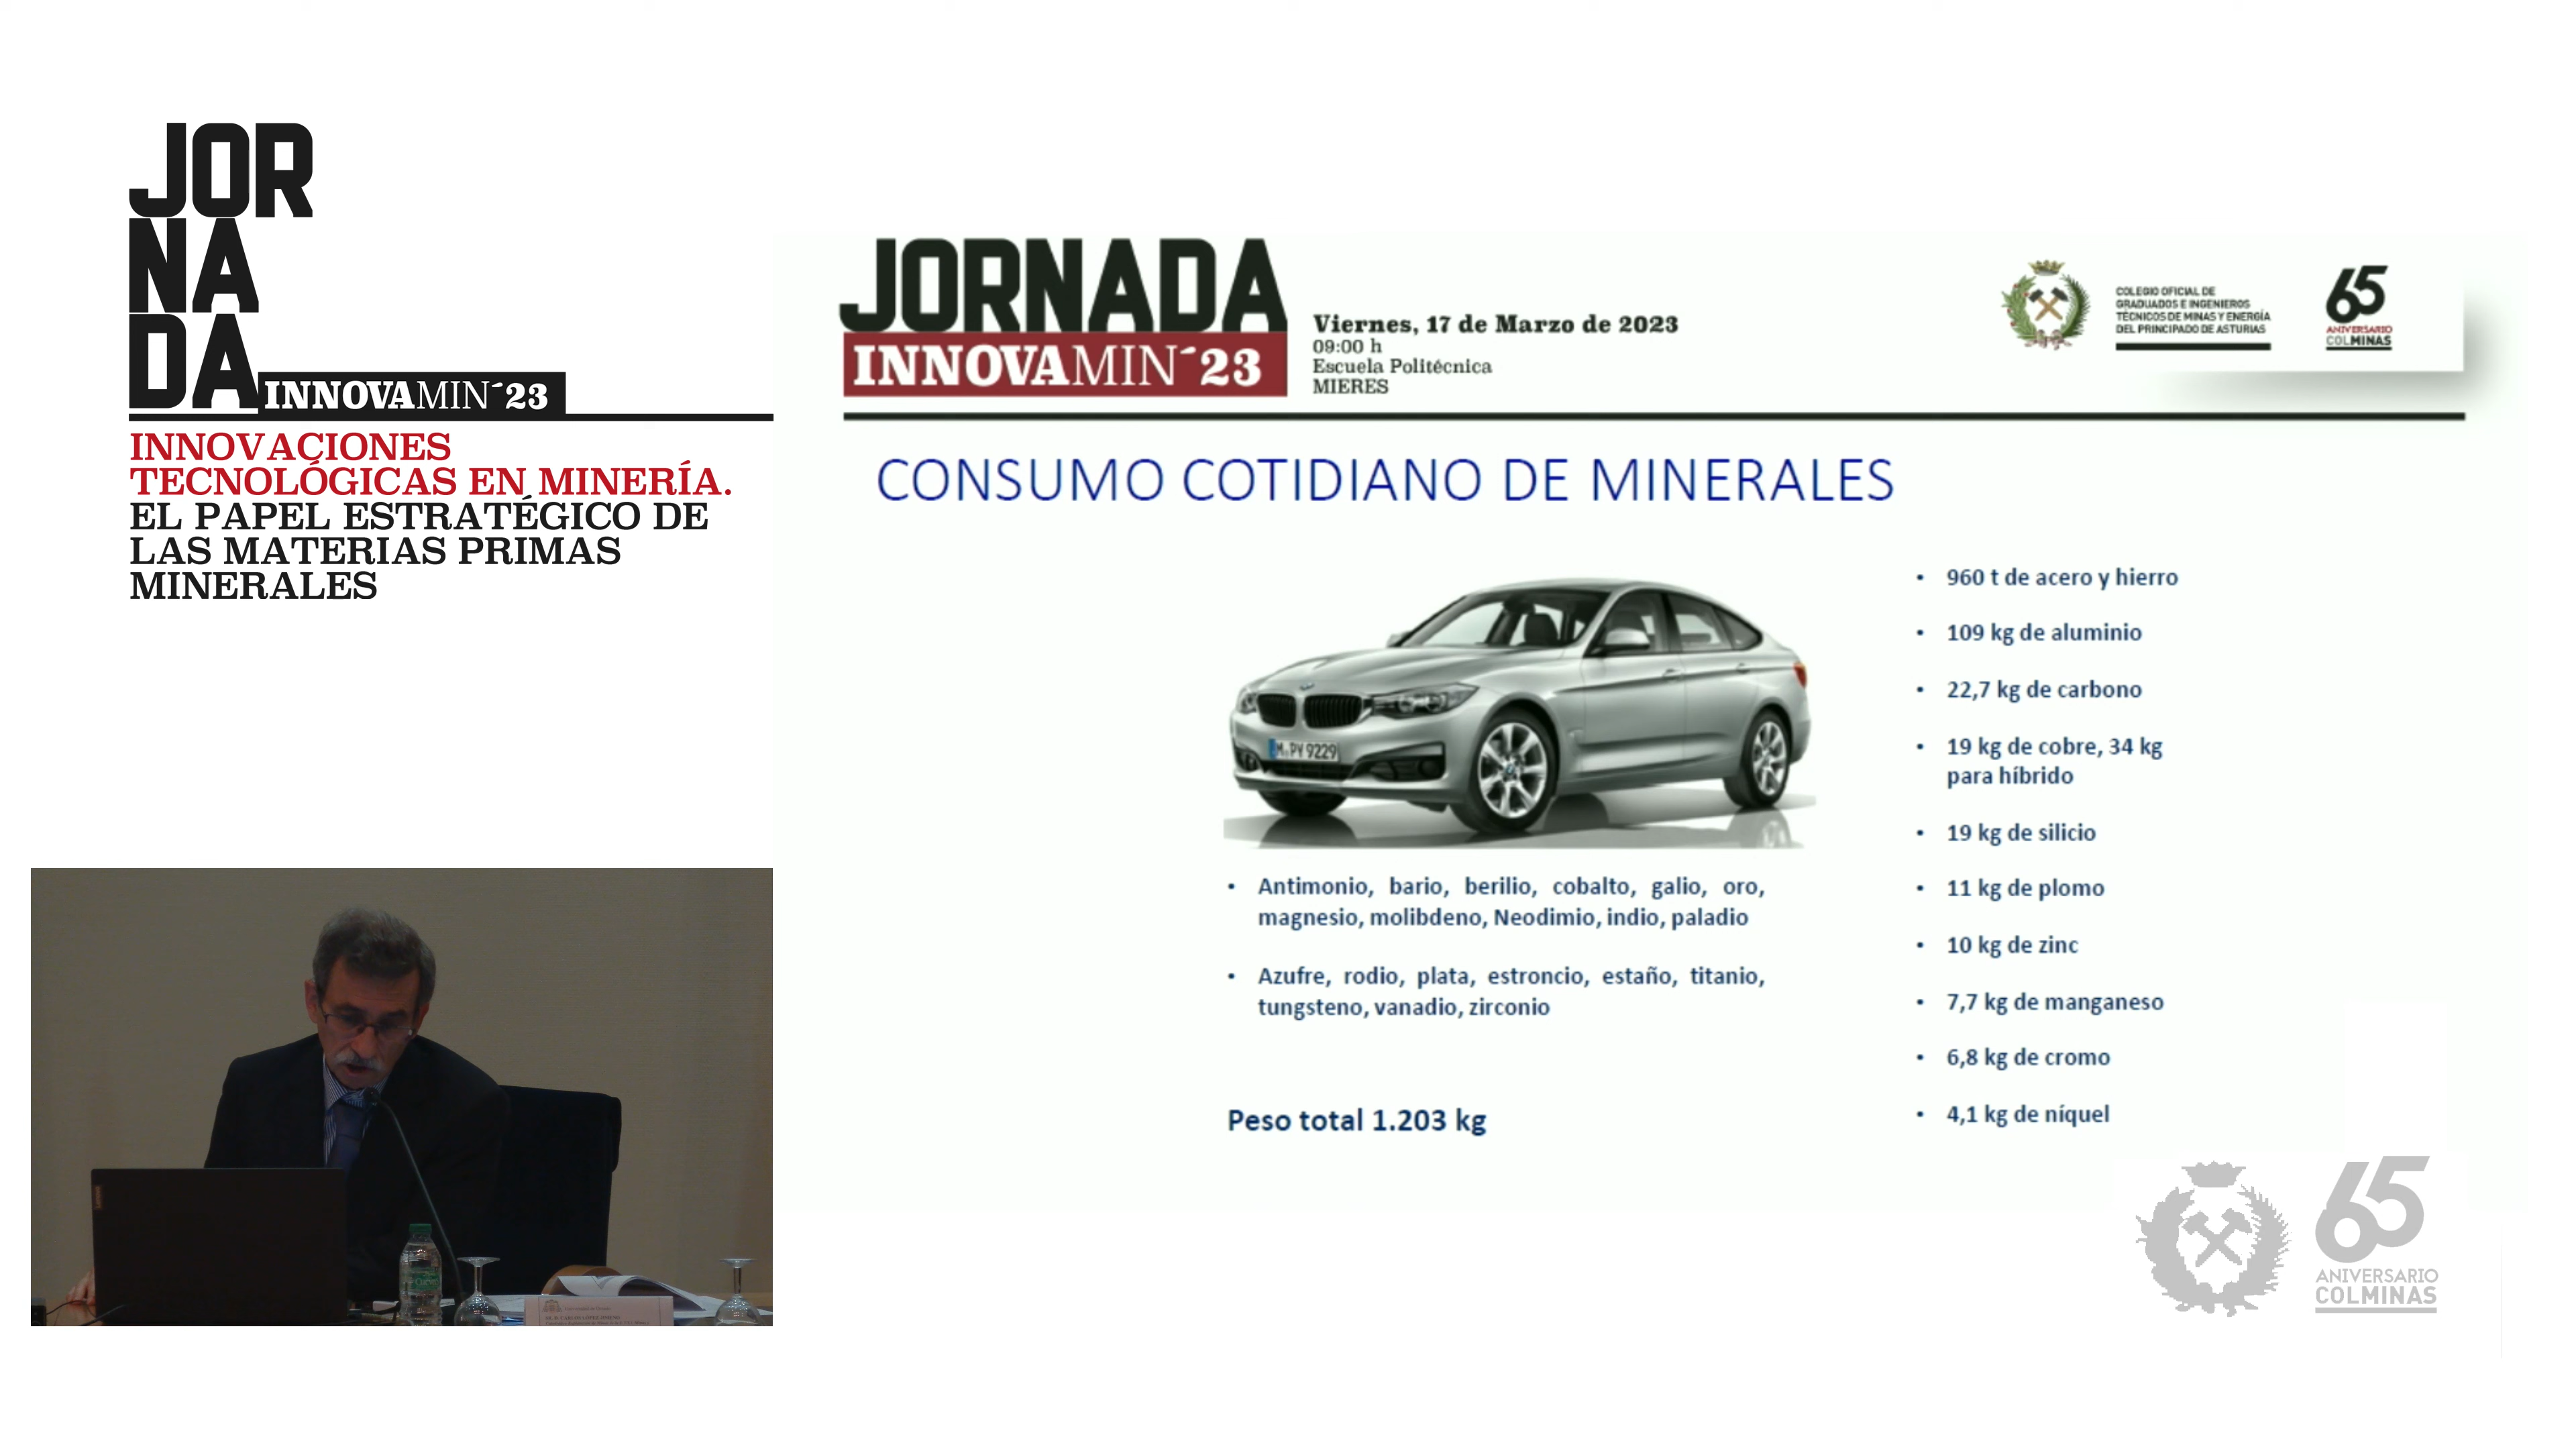 JOR
NA
DA
INNOVAMIN´23
INNOVACIONES
TECNOLÓGICAS EN MINERÍA.
EL PAPEL ESTRATÉGICO DE
LAS MATERIAS PRIMAS
MINERALES
JORNADA
INNOVAMIN´23
Viernes, 17 de Marzo de 2023
09:00 h
Escuela Politécnica
MIERES
COLEGIO OFICIAL DE
GRADUADOS E INGENIEROS
TÉCNICOS DE MINAS Y ENERGÍA
DEL PRINCIPADO DE ASTURIAS
65
ANIVERSARIO
COLMINAS
CONSUMO COTIDIANO DE MINERALES
M PY 9229
• Antimonio, bario, berilio, cobalto, galio, oro,
magnesio, molibdeno, Neodimio, indio, paladio
• Azufre, rodio, plata, estroncio, estaño, titanio,
tungsteno, vanadio, zirconio
Peso total 1.203 kg
• 960 t de acero y hierro
• 109 kg de aluminio
• 22,7 kg de carbono
• 19 kg de cobre, 34 kg
para híbrido
• 19 kg de silicio
• 11 kg de plomo
• 10 kg de zinc
• 7,7 kg de manganeso
• 6,8 kg de cromo
• 4,1 kg de níquel
65
ANIVERSARIO
COLMINAS